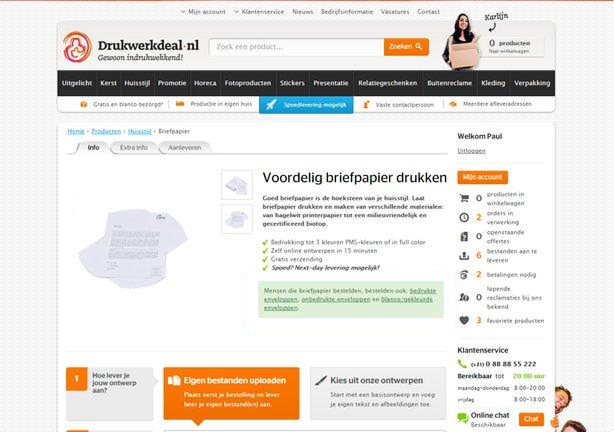 Mijn account Klantenservice Nieuws Bedrijfsinformatie Vacatures Contact
Karlijn
Drukwerkdeal.nl
Gewoon indrukwekkend!
Zoek een product...
Zoeken
0 producten
Naar winkelwagen
Uitgelicht Kerst Huisstijl Promotie Horeca Fotoproducten Stickers Presentatie Relatiegeschenken Buitenreclame Kleding Verpakking
Gratis en blanco bezorgd* Productie in eigen huis Spoedlevering mogelijk Vaste contactpersoon Meerdere afleveradressen
Home › Producten › Huisstijl › Briefpapier
Info Extra info Aanleveren
Voordelig briefpapier drukken
Goed briefpapier is de hoeksteen van je huisstijl. Laat
briefpapier drukken en maken van verschillende materialen:
van hagelwit printerpapier tot een milieuvriendelijk en
gecertificeerd biotop.
Bedrukking tot 3 kleuren PMS-kleuren of in full color
Zelf online ontwerpen in 15 minuten
Gratis verzending
Spoed? Next-day levering mogelijk!
Mensen die briefpapier bestelden, bestelden ook: bedrukte
enveloppen, onbedrukte enveloppen en blanco/gekleurde
enveloppen.
1
Hoe lever je
jouw ontwerp
aan?
Eigen bestanden uploaden
Plaats eerst je bestelling en lever
later je eigen bestand(en) aan.
Kies uit onze ontwerpen
Start met een basisontwerp en voeg
je eigen tekst en afbeeldingen toe.
Welkom Paul
Uitloggen
Mijn account
0 producten in
winkelwagen
2 orders in
verwerking
0 openstaande
offertes
6 bestanden aan te
leveren
2 betalingen nodig
0 lopende
reclamaties bij ons
bekend
3 favoriete producten
Klantenservice
(+31) 0 88 88 55 222
Bereikbaar tot 20:00 uur
maandag-donderdag 8:00-20:00
vrijdag 8:00-18:00
Online chat
Beschikbaar
Chat